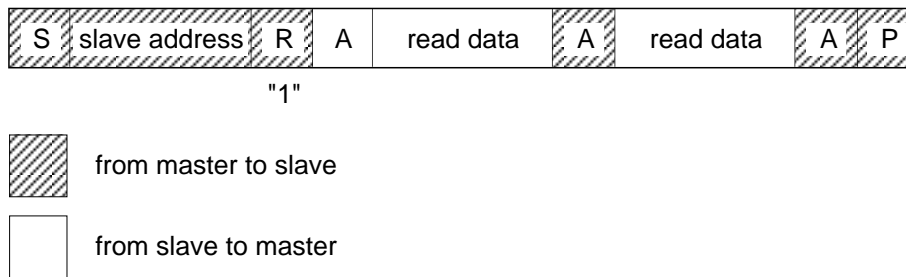 S slave address R A read data A read data A P
"1"
from master to slave
from slave to master